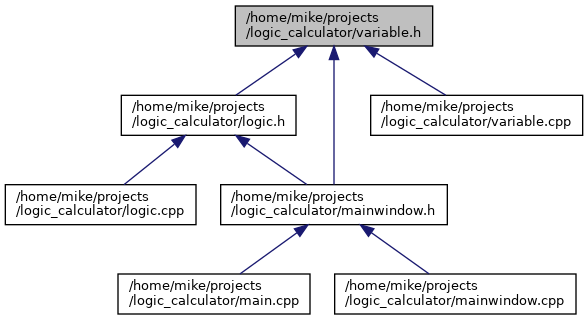 /home/mike/projects
/logic_calculator/variable.h
/home/mike/projects
/logic_calculator/logic.h
/home/mike/projects
/logic_calculator/variable.cpp
/home/mike/projects
/logic_calculator/logic.cpp
/home/mike/projects
/logic_calculator/mainwindow.h
/home/mike/projects
/logic_calculator/main.cpp
/home/mike/projects
/logic_calculator/mainwindow.cpp